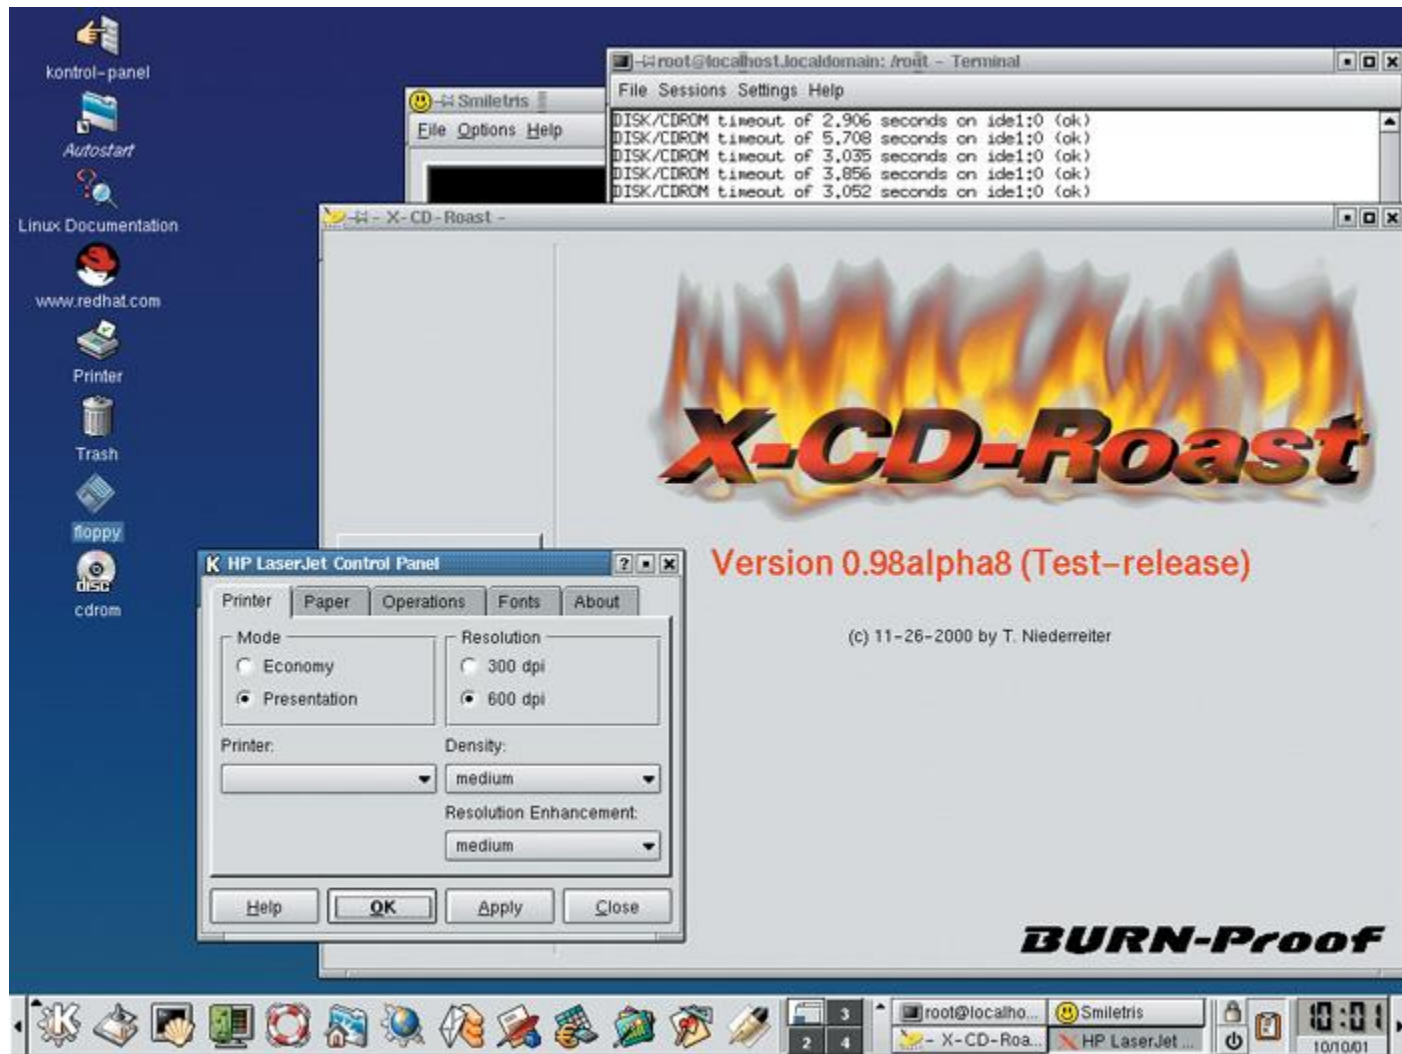 kontrol-panel
Autostart
Linux Documentation
www.redhat.com
Printer
Trash
floppy
disc
cdrom
root@localhost.localdomain: /root - Terminal
File Sessions Settings Help
DISK/CDROM timeout of 2.906 seconds on ide1:0 (ok)
DISK/CDROM timeout of 5.708 seconds on ide1:0 (ok)
DISK/CDROM timeout of 3.035 seconds on ide1:0 (ok)
DISK/CDROM timeout of 3.856 seconds on ide1:0 (ok)
DISK/CDROM timeout of 3.052 seconds on ide1:0 (ok)
Smiletris
File Options Help
- X-CD-Roast -
X-CD-Roast
Version 0.98alpha8 (Test-release)
(c) 11-26-2000 by T. Niederreiter
BURN-Proof
HP LaserJet Control Panel
Printer Paper Operations Fonts About
Mode
Economy
Presentation
Resolution
300 dpi
600 dpi
Printer:
Density:
medium
Resolution Enhancement:
medium
Help OK Apply Close
3
2 4
root@localho...
Smiletris
- X-CD-Roa...
HP LaserJet ...
10:01
10/10/01